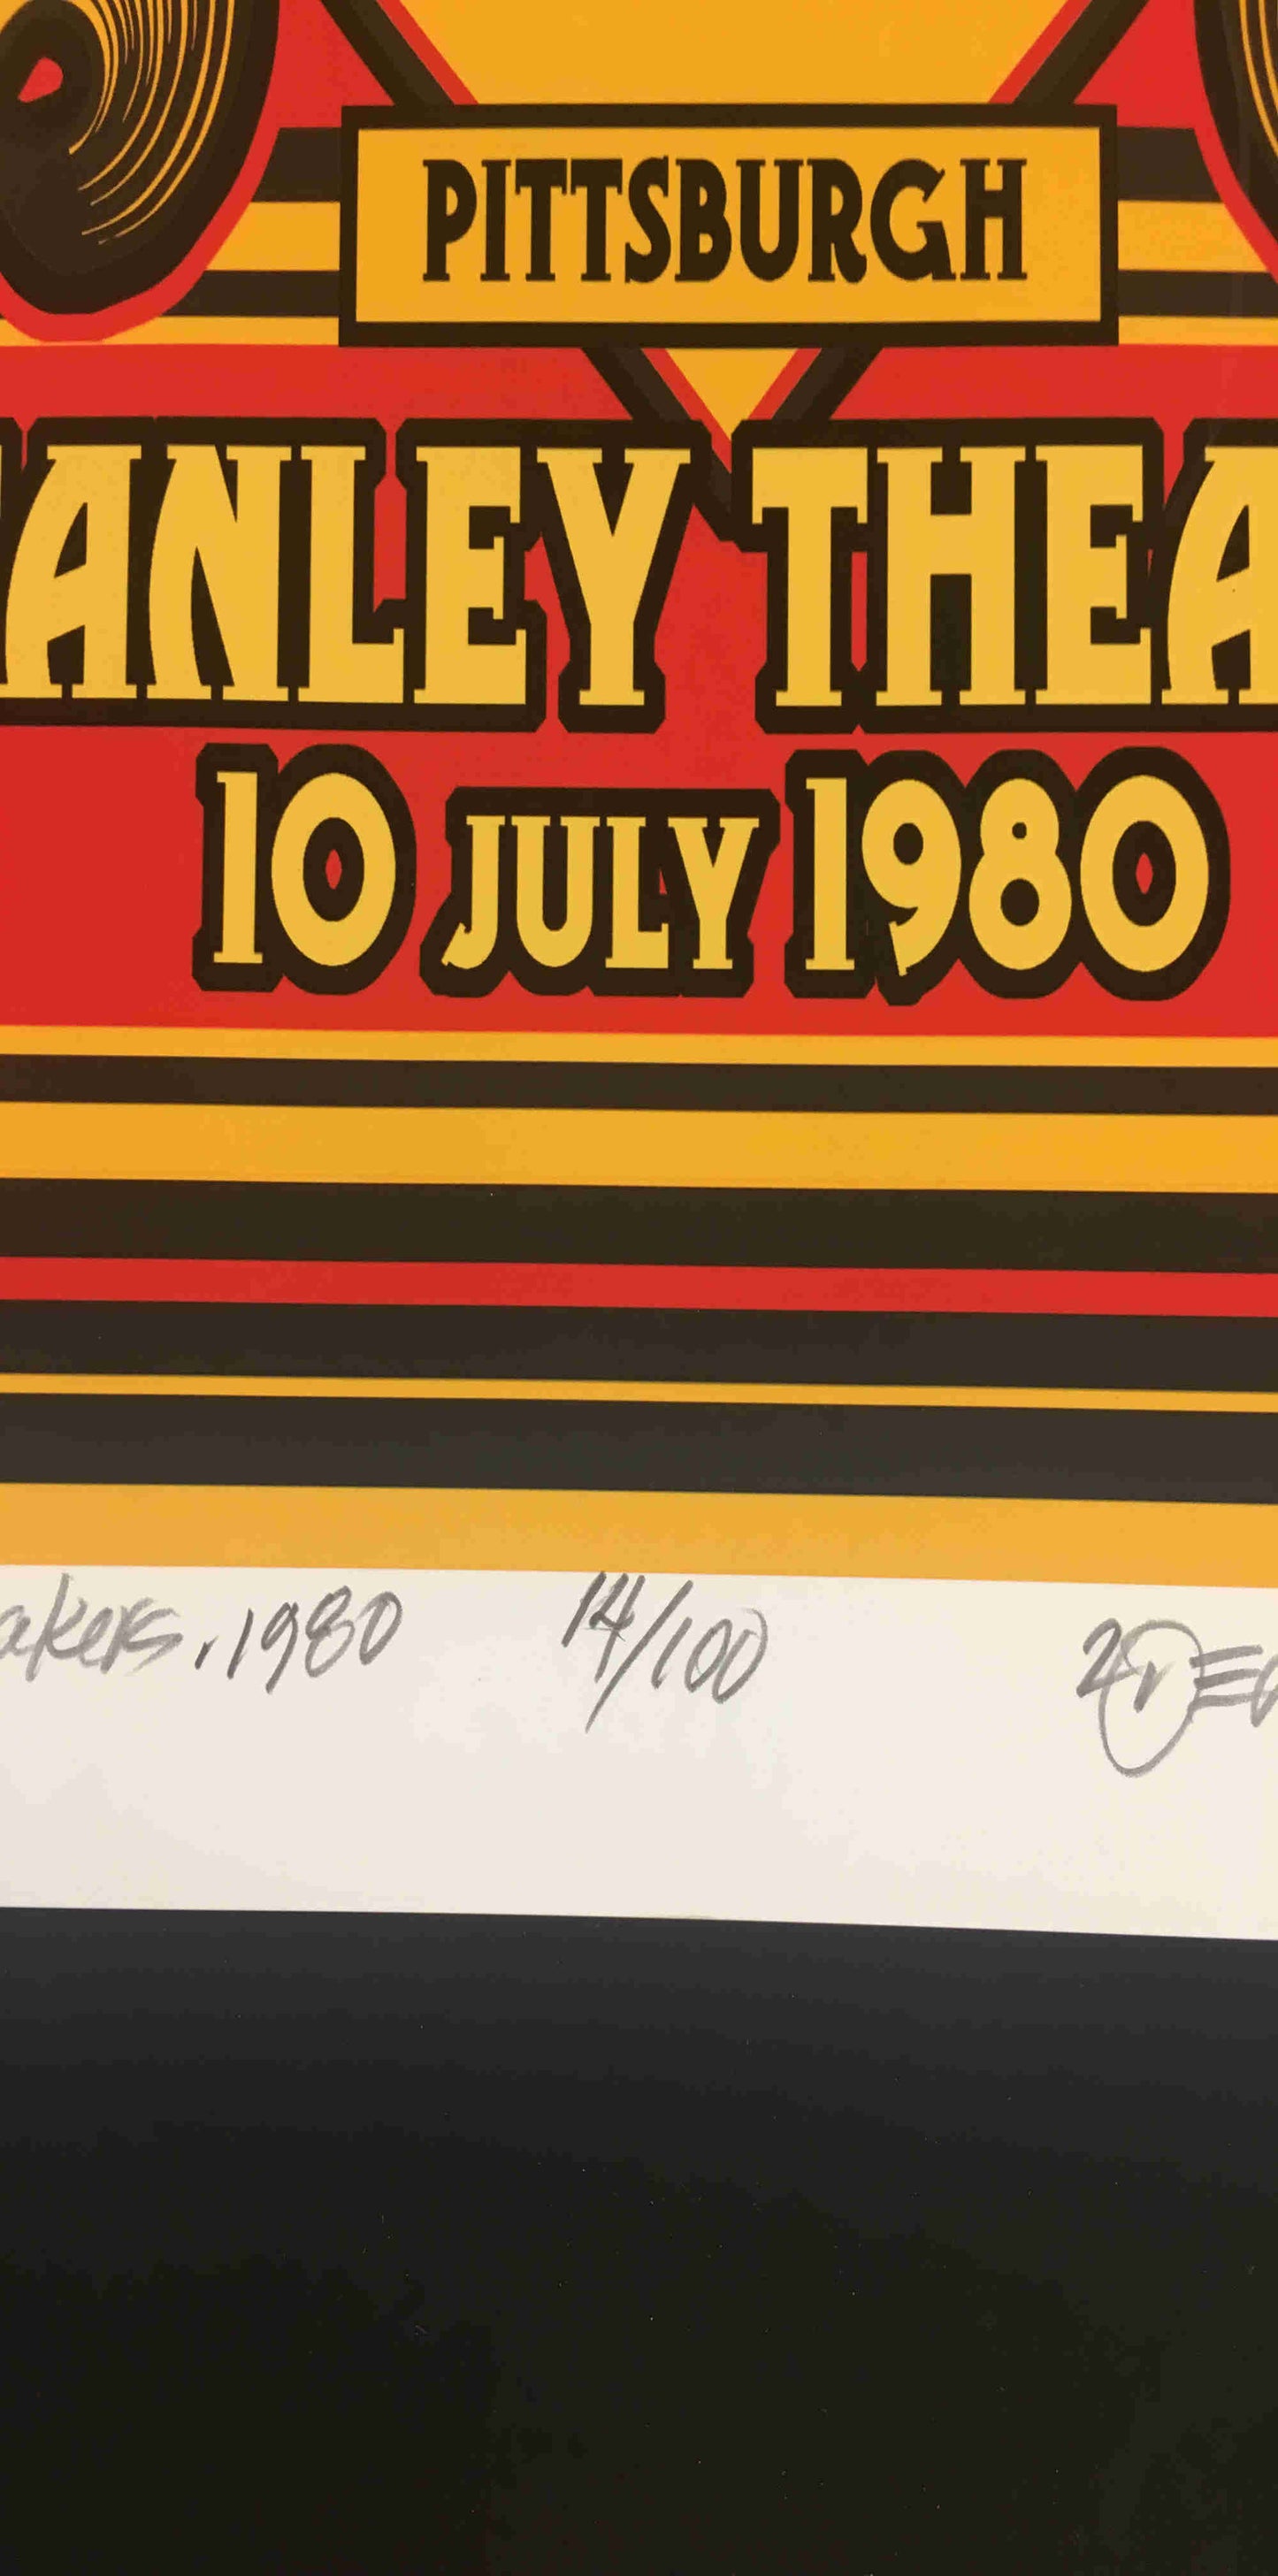 PITTSBURGH
ANLEY THEA
10 JULY 1980
akers. 1980 14/100